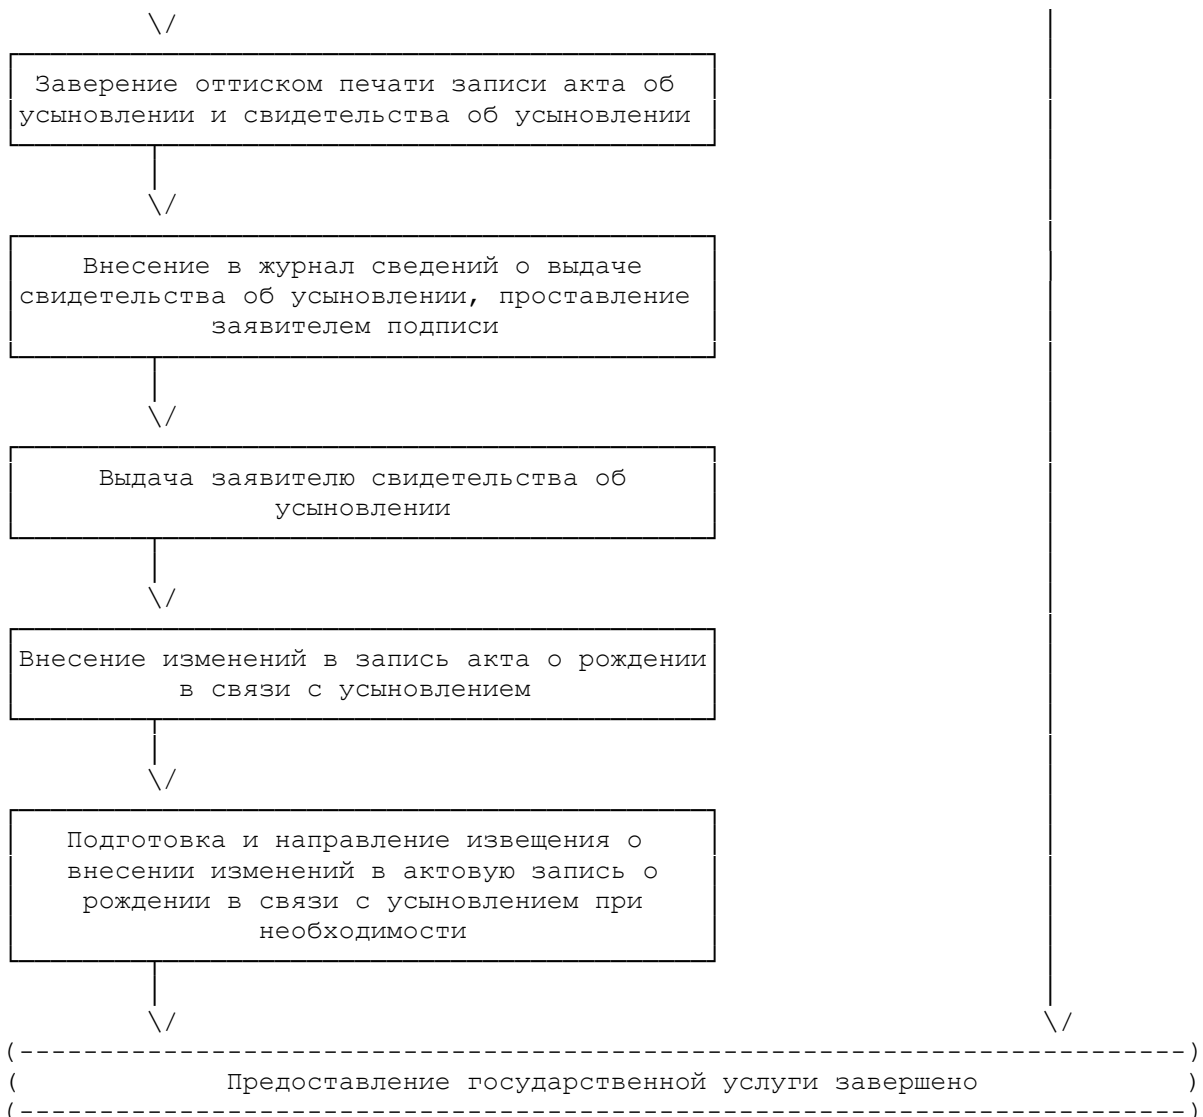 Заверение оттиском печати записи акта об
усыновлении и свидетельства об усыновлении
Внесение в журнал сведений о выдаче
свидетельства об усыновлении, проставление
заявителем подписи
Выдача заявителю свидетельства об
усыновлении
Внесение изменений в запись акта о рождении
в связи с усыновлением
Подготовка и направление извещения о
внесении изменений в актовую запись о
рождении в связи с усыновлением при
необходимости
Предоставление государственной услуги завершено